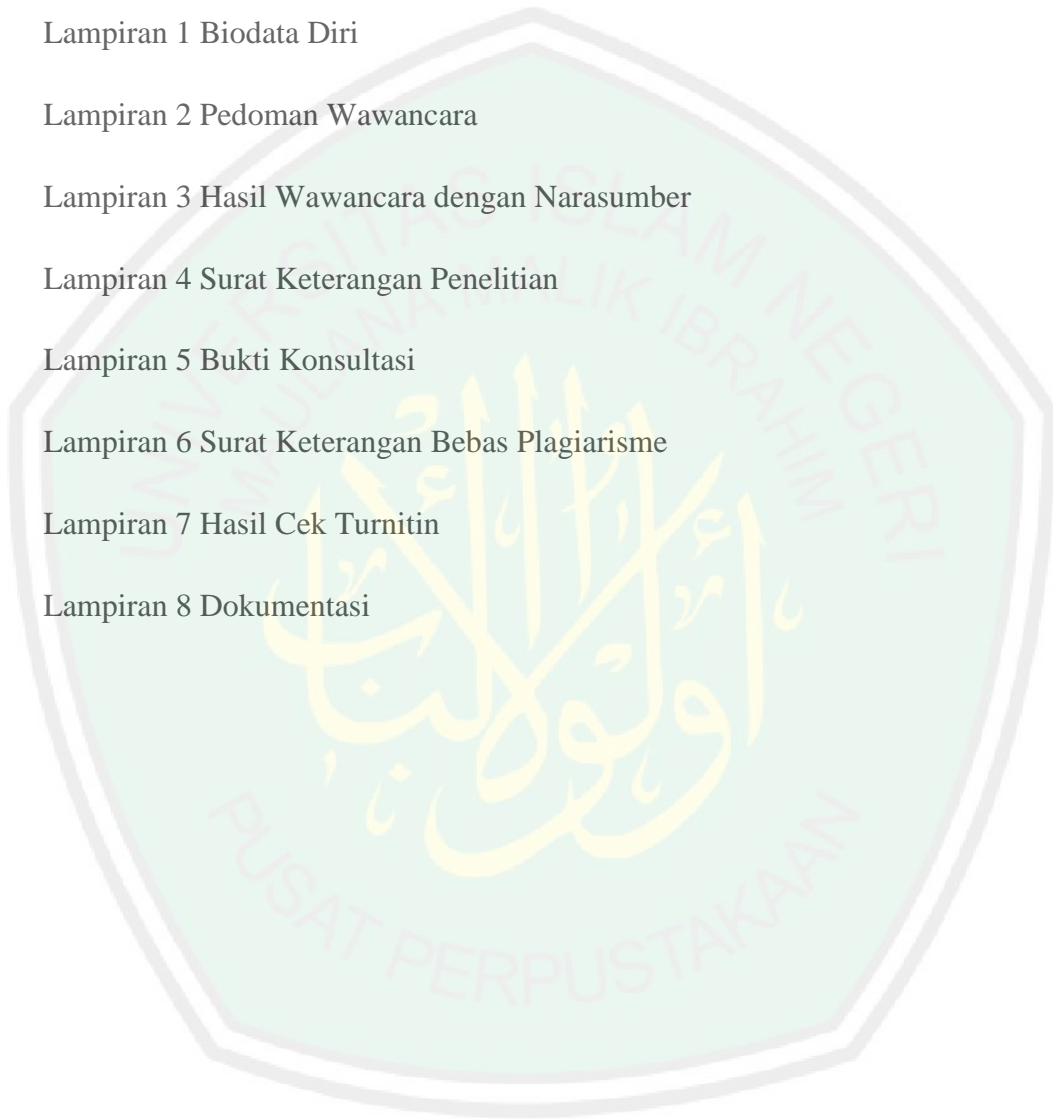 Lampiran 1 Biodata Diri
Lampiran 2 Pedoman Wawancara
Lampiran 3 Hasil Wawancara dengan Narasumber
Lampiran 4 Surat Keterangan Penelitian
Lampiran 5 Bukti Konsultasi
Lampiran 6 Surat Keterangan Bebas Plagiarisme
Lampiran 7 Hasil Cek Turnitin
Lampiran 8 Dokumentasi
UNIVERSITAS ISLAM NEGERI
MAULANA MALIK IBRAHIM
PUSAT PERPUSTAKAAN